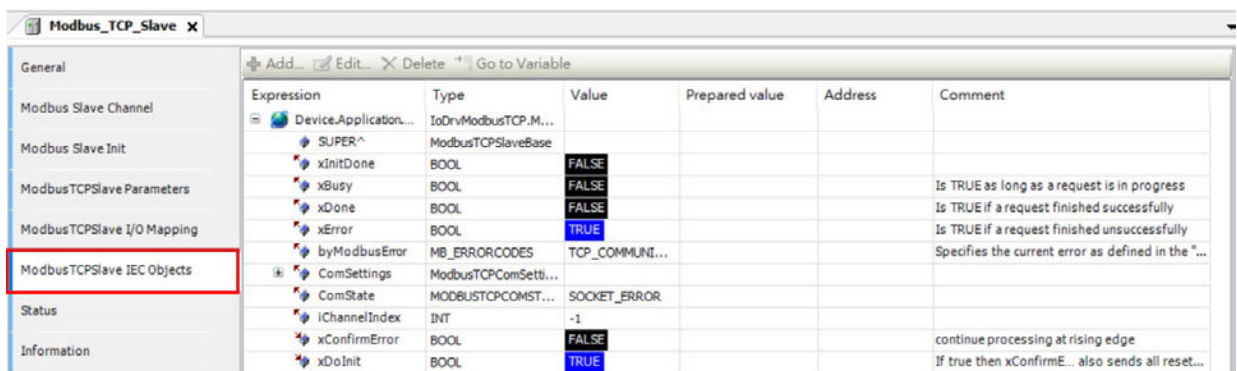 Modbus_TCP_Slave X
General
Modbus Slave Channel
Modbus Slave Init
ModbusTCPSlave Parameters
ModbusTCPSlave I/O Mapping
ModbusTCPSlave IEC Objects
Status
Information
Add... Edit... Delete Go to Variable
Expression Type Value Prepared value Address Comment
Device.Application.... IoDrvModbusTCP.M...
SUPER^ ModbusTCPSlaveBase
xInitDone BOOL FALSE
xBusy BOOL FALSE Is TRUE as long as a request is in progress
xDone BOOL FALSE Is TRUE if a request finished successfully
xError BOOL TRUE Is TRUE if a request finished unsuccessfully
byModbusError MB_ERRORCODES TCP_COMMUNI... Specifies the current error as defined in the "...
ComSettings ModbusTCPComSetti...
ComState MODBUSTCPCOMST... SOCKET_ERROR
iChannelIndex INT -1
xConfirmError BOOL FALSE continue processing at rising edge
xDoInit BOOL TRUE If true then xConfirmE... also sends all reset...